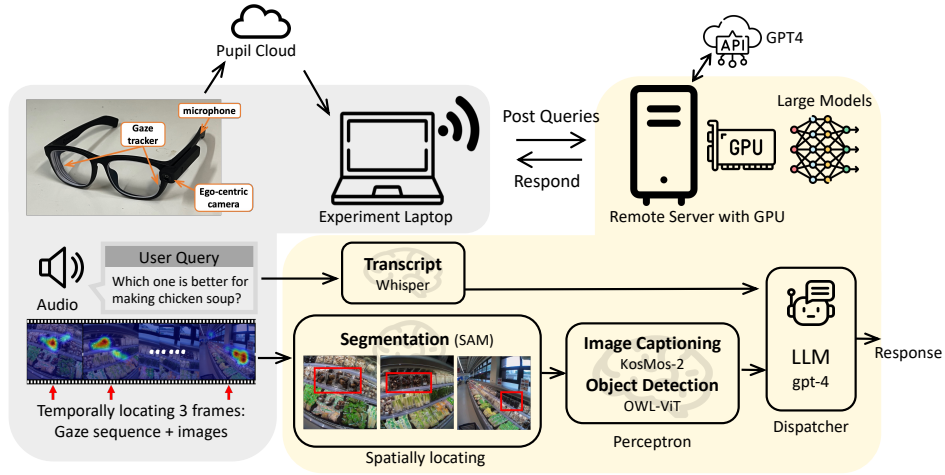 Pupil Cloud
API
GPT4
microphone
Gaze
tracker
Ego-centric
camera
Experiment Laptop
Post Queries
Respond
GPU
Large Models
Remote Server with GPU
User Query
Which one is better for
making chicken soup?
Audio
Temporally locating 3 frames:
Gaze sequence + images
Transcript
Whisper
Segmentation (SAM)
Spatially locating
Image Captioning
KosMos-2
Object Detection
OWL-ViT
Perceptron
LLM
gpt-4
Dispatcher
Response